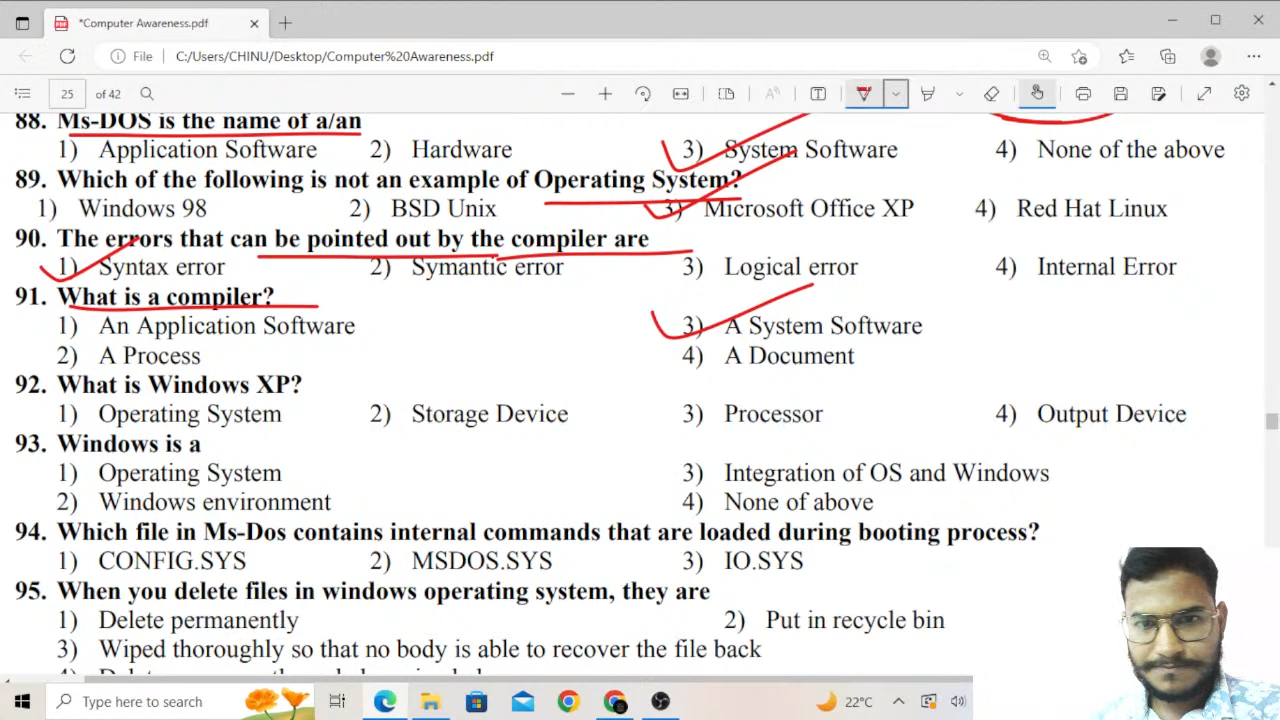 *Computer Awareness.pdf
File C:/Users/CHINU/Desktop/Computer%20Awareness.pdf
25 of 42
88. Ms-DOS is the name of a/an
1) Application Software 2) Hardware 3) System Software 4) None of the above
89. Which of the following is not an example of Operating System?
1) Windows 98 2) BSD Unix 3) Microsoft Office XP 4) Red Hat Linux
90. The errors that can be pointed out by the compiler are
1) Syntax error 2) Symantic error 3) Logical error 4) Internal Error
91. What is a compiler?
1) An Application Software 3) A System Software
2) A Process 4) A Document
92. What is Windows XP?
1) Operating System 2) Storage Device 3) Processor 4) Output Device
93. Windows is a
1) Operating System 3) Integration of OS and Windows
2) Windows environment 4) None of above
94. Which file in Ms-Dos contains internal commands that are loaded during booting process?
1) CONFIG.SYS 2) MSDOS.SYS 3) IO.SYS
95. When you delete files in windows operating system, they are
1) Delete permanently 2) Put in recycle bin
3) Wiped thoroughly so that no body is able to recover the file back
Type here to search 22°C